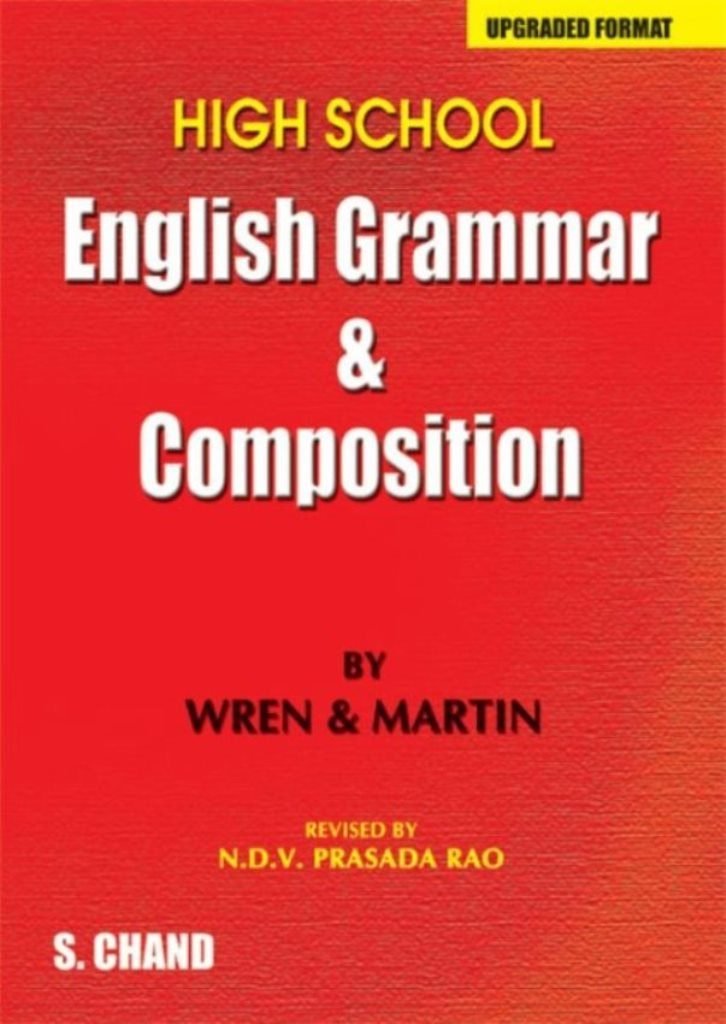 UPGRADED FORMAT
HIGH SCHOOL
English Grammar
&
Composition
BY
WREN & MARTIN
REVISED BY
N.D.V. PRASADA RAO
S. CHAND